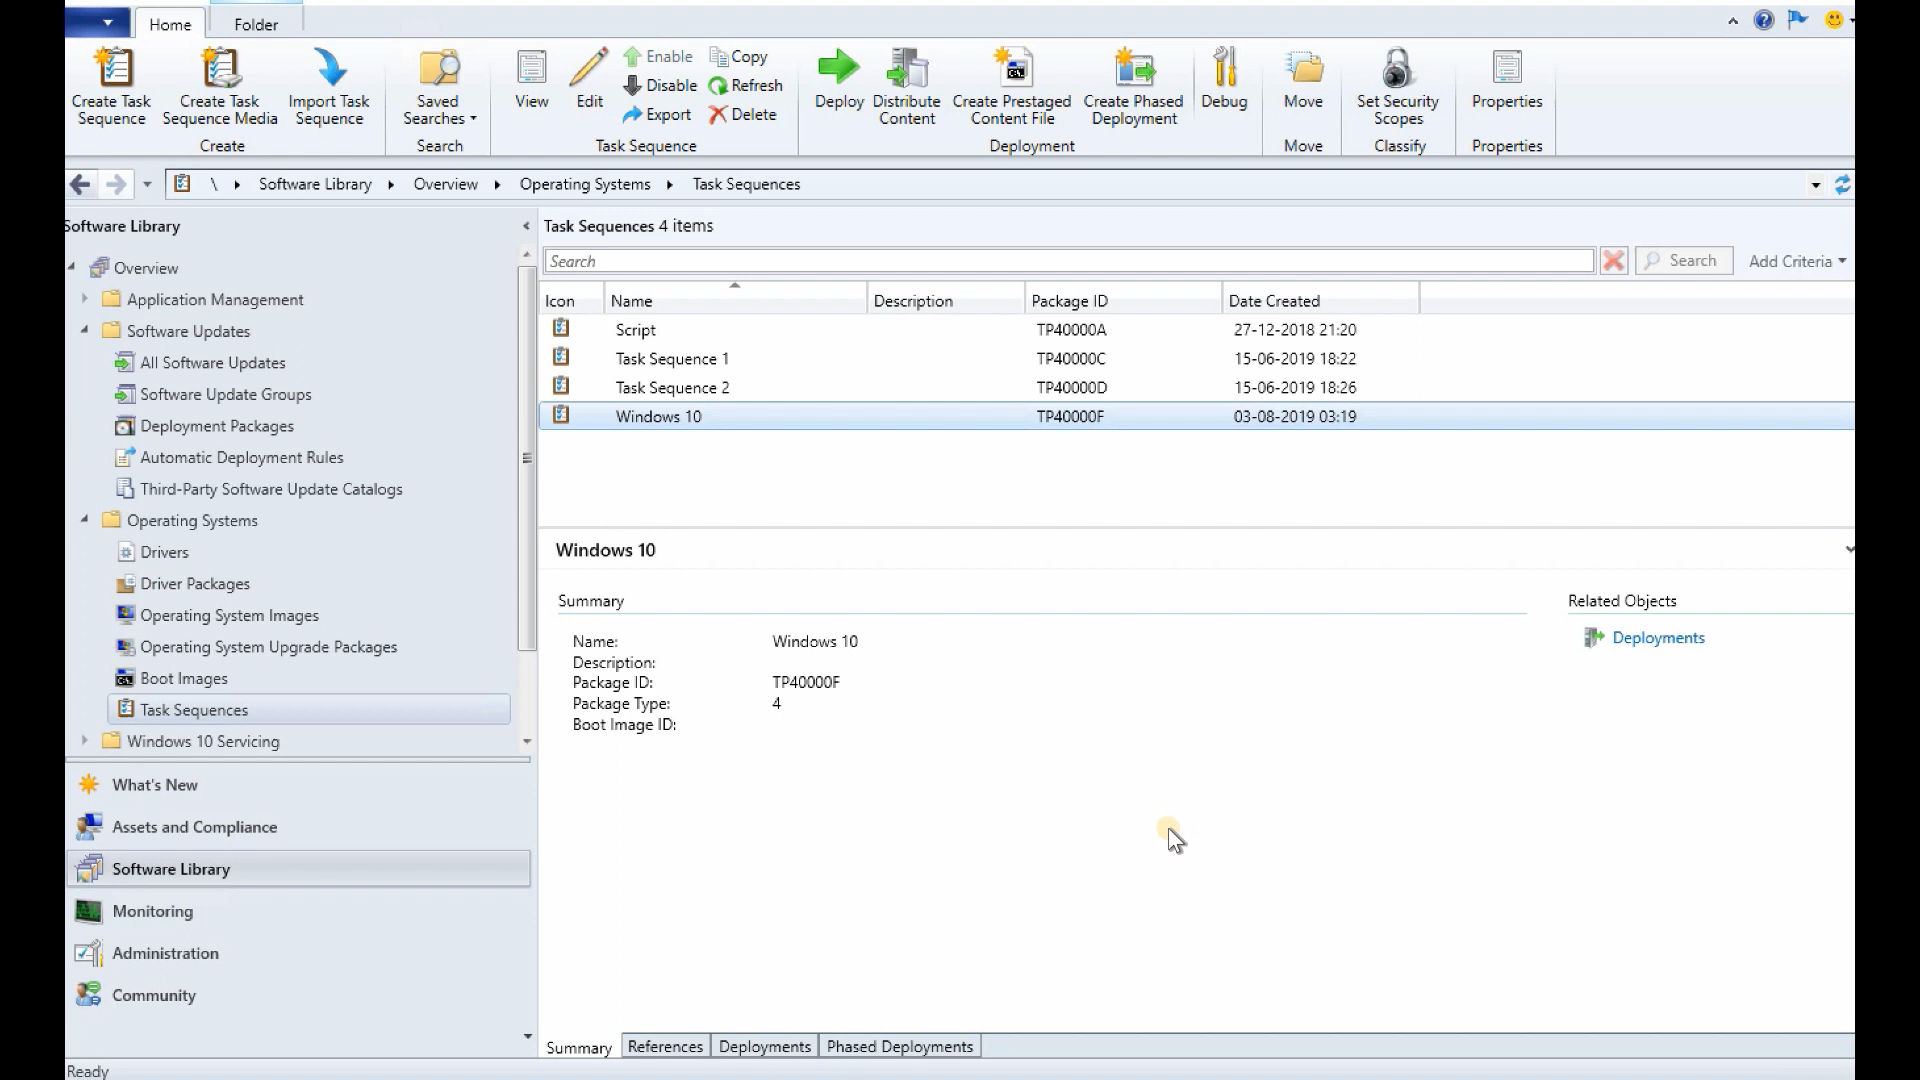 Home
Folder
Create Task
Sequence
Create Task
Sequence Media
Import Task
Sequence
Create
Saved
Searches
Search
View
Edit
Enable
Disable
Export
Copy
Refresh
Delete
Task Sequence
Deploy
Distribute
Content
Create Prestaged
Content File
Create Phased
Deployment
Debug
Deployment
Move
Move
Set Security
Scopes
Classify
Properties
Properties
\ Software Library Overview Operating Systems Task Sequences
Software Library
Overview
Application Management
Software Updates
All Software Updates
Software Update Groups
Deployment Packages
Automatic Deployment Rules
Third-Party Software Update Catalogs
Operating Systems
Drivers
Driver Packages
Operating System Images
Operating System Upgrade Packages
Boot Images
Task Sequences
Windows 10 Servicing
What's New
Assets and Compliance
Software Library
Monitoring
Administration
Community
Task Sequences 4 items
Search
Search
Add Criteria
Icon Name Description Package ID Date Created
Script TP40000A 27-12-2018 21:20
Task Sequence 1 TP40000C 15-06-2019 18:22
Task Sequence 2 TP40000D 15-06-2019 18:26
Windows 10 TP40000F 03-08-2019 03:19
Windows 10
Summary
Name: Windows 10
Description:
Package ID: TP40000F
Package Type: 4
Boot Image ID:
Related Objects
Deployments
Summary References Deployments Phased Deployments
Ready